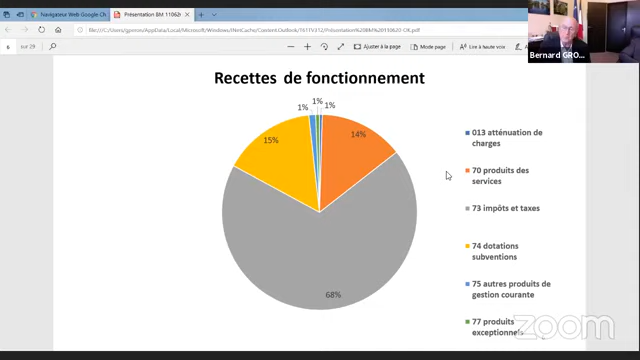 Navigateur Web Google Ch
Présentation BM 11062
6
sur 29
Ajuster à la page
Mode page
Lire à haute voix
Bernard GRO...
Recettes de fonctionnement
1%
1%
1%
14%
15%
68%
013 atténuation de
charges
70 produits des
services
73 impôts et taxes
74 dotations
subventions
75 autres produits de
gestion courante
77 produits
exceptionnels
zoom